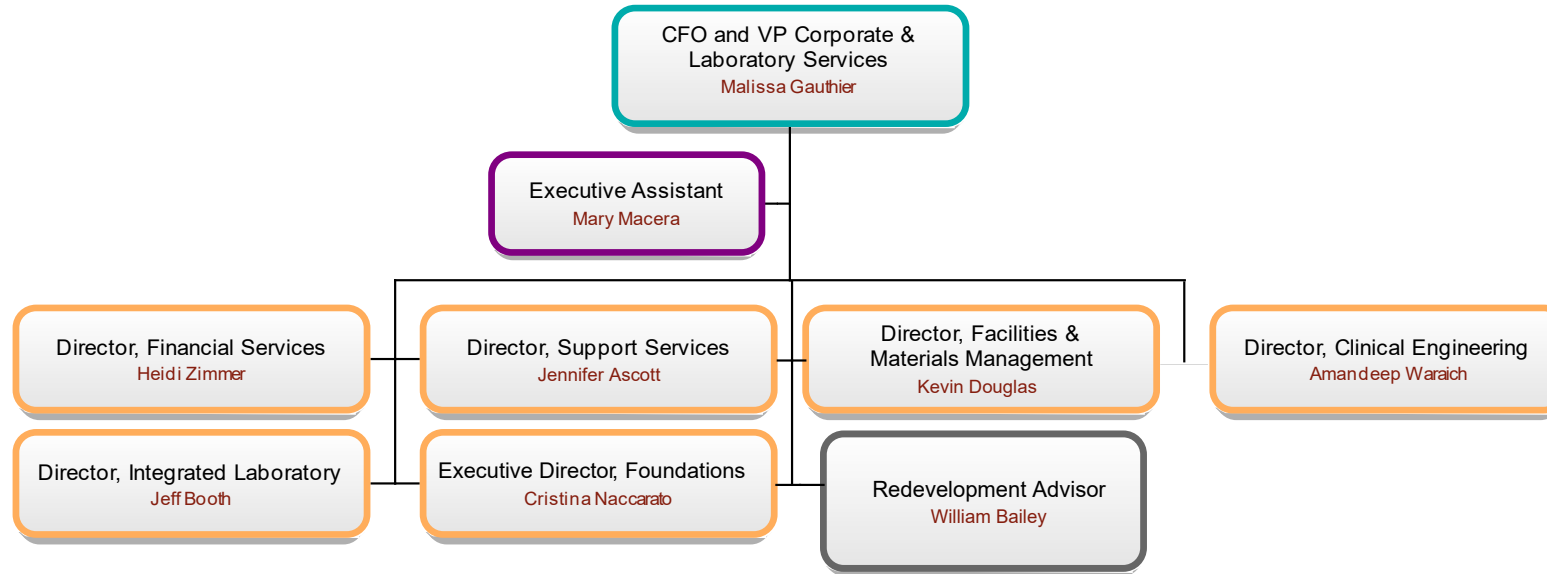 CFO and VP Corporate &
Laboratory Services
Malissa Gauthier
Executive Assistant
Mary Macera
Director, Financial Services
Heidi Zimmer
Director, Support Services
Jennifer Ascott
Director, Facilities &
Materials Management
Kevin Douglas
Director, Clinical Engineering
Amandeep Waraich
Director, Integrated Laboratory
Jeff Booth
Executive Director, Foundations
Cristina Naccarato
Redevelopment Advisor
William Bailey